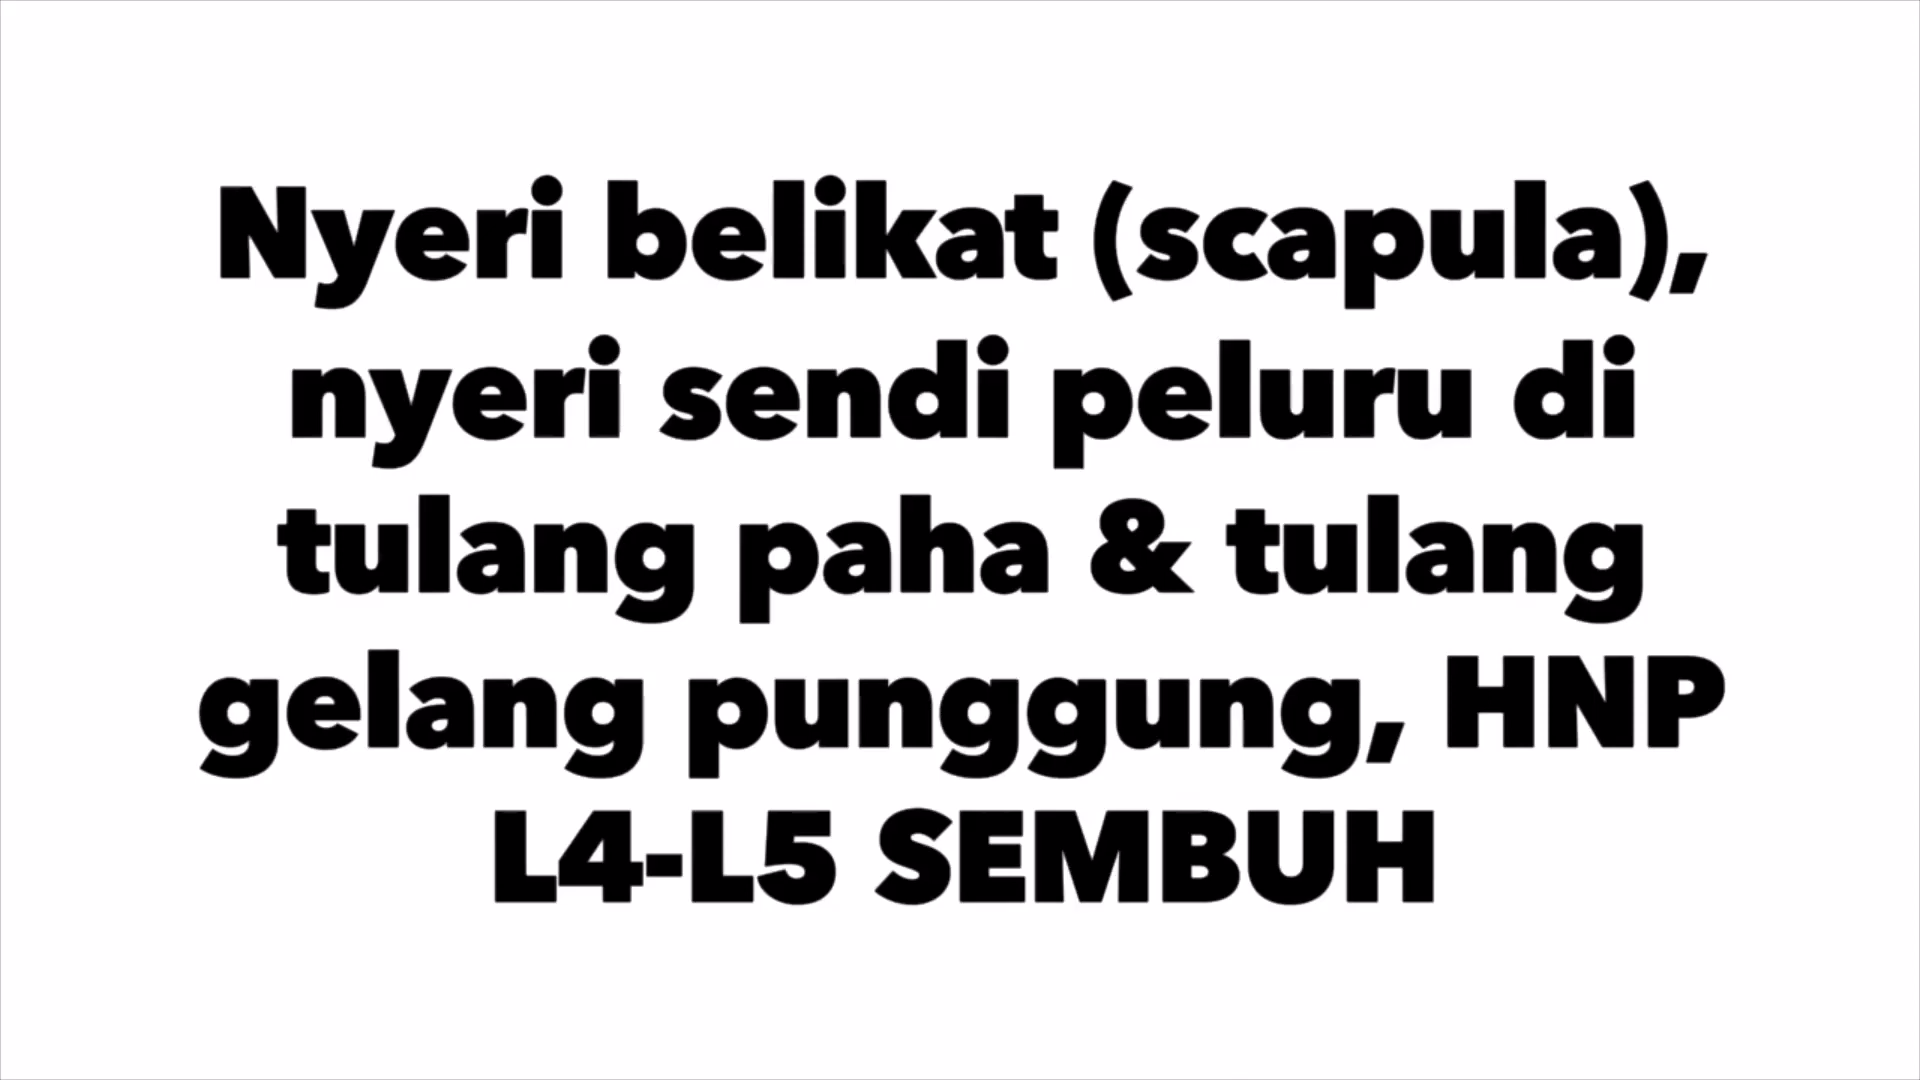 Nyeri belikat (scapula),
nyeri sendi peluru di
tulang paha & tulang
gelang punggung, HNP
L4-L5 SEMBUH